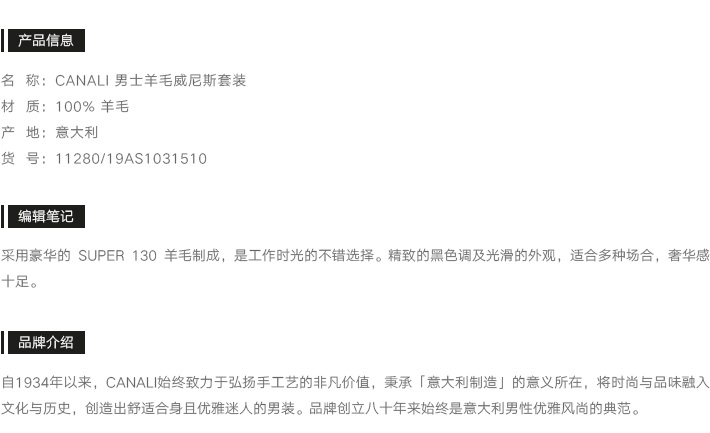 产品信息
名 称：CANALI 男士羊毛威尼斯套装
材 质：100% 羊毛
产 地：意大利
货 号：11280/19AS1031510
编辑笔记
采用豪华的 SUPER 130 羊毛制成，是工作时光的不错选择。精致的黑色调及光滑的外观，适合多种场合，奢华感
十足。
品牌介绍
自1934年以来，CANALI始终致力于弘扬手工艺的非凡价值，秉承「意大利制造」的意义所在，将时尚与品味融入
文化与历史，创造出舒适合身且优雅迷人的男装。品牌创立八十年来始终是意大利男性优雅风尚的典范。